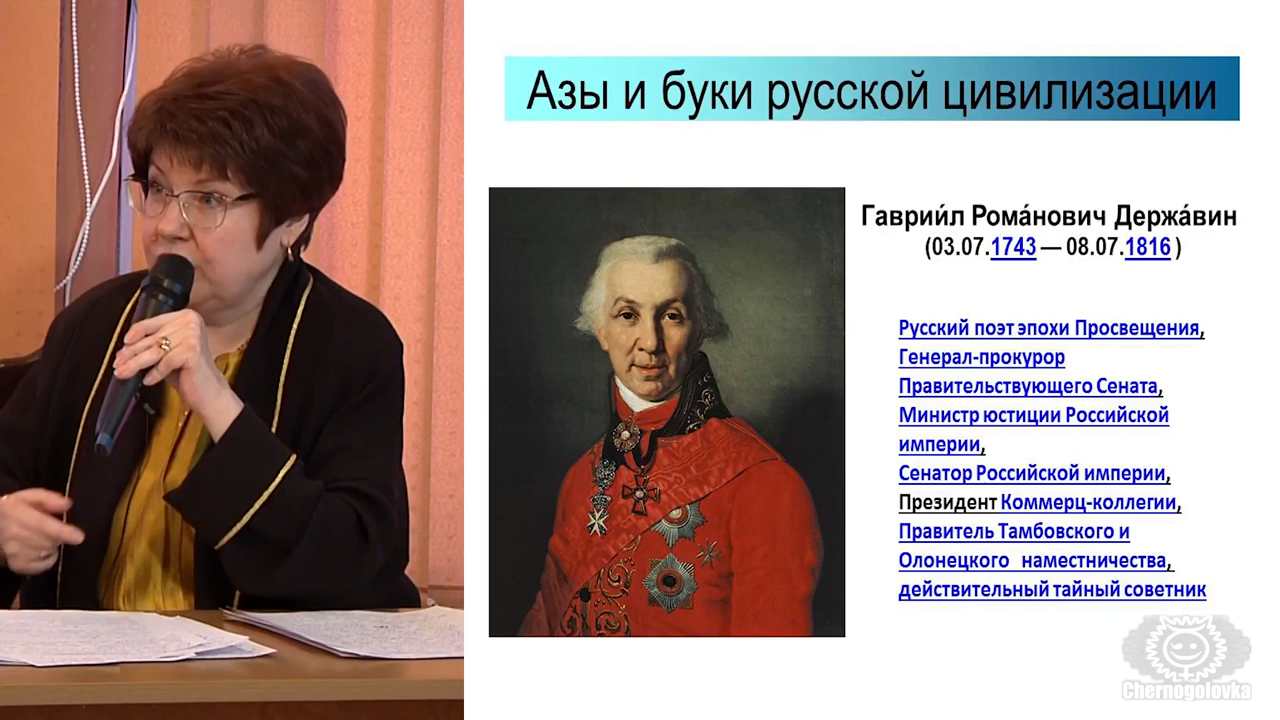 Азы и буки русской цивилизации
Гаврии́л Рома́нович Держа́вин
(03.07.1743 — 08.07.1816 )
Русский поэт эпохи Просвещения,
Генерал-прокурор
Правительствующего Сената,
Министр юстиции Российской
империи,
Сенатор Российской империи,
Президент Коммерц-коллегии,
Правитель Тамбовского и
Олонецкого наместничества,
действительный тайный советник
Chernogolovka